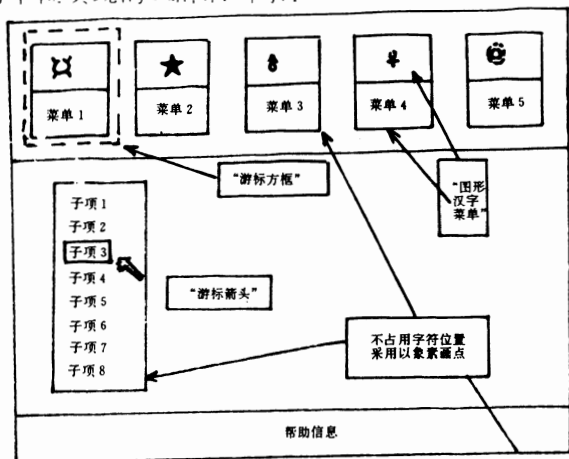 菜单 1
菜单 2
菜单 3
菜单 4
菜单 5
"游标方框"
"图形
汉字
菜单"
子项 1
子项 2
子项 3
子项 4
子项 5
子项 6
子项 7
子项 8
"游标箭头"
不占用字符位置
采用以象素画点
帮助信息